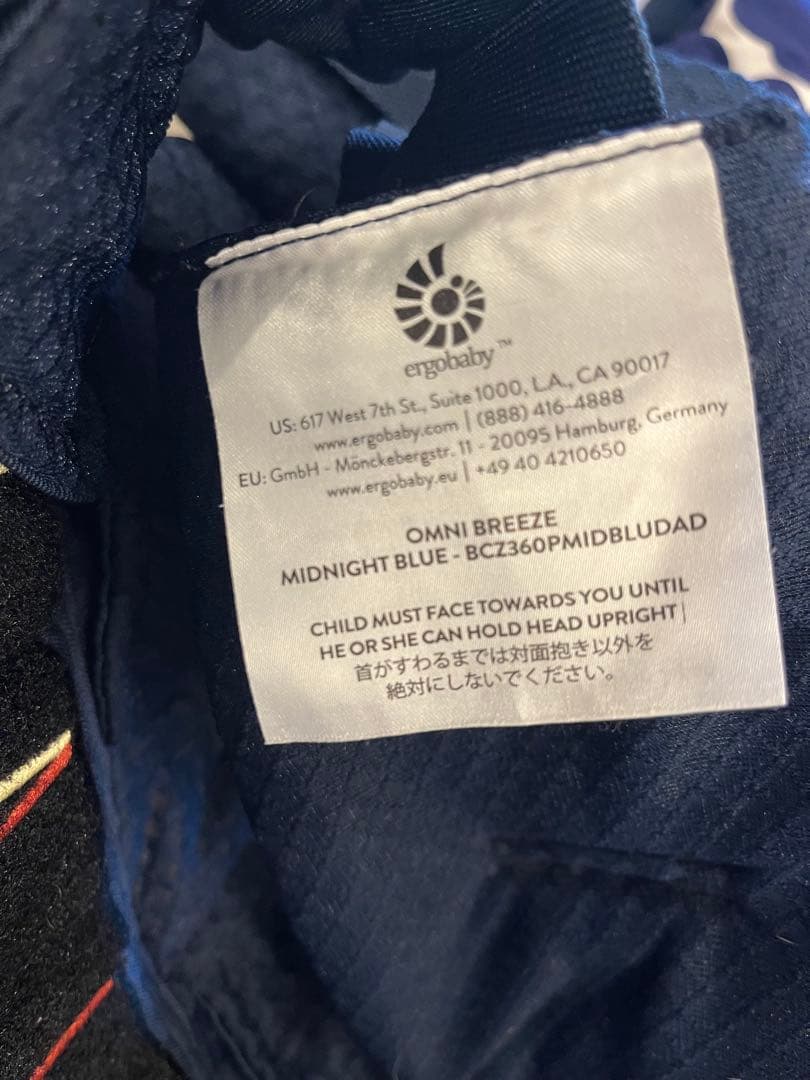 ergobaby™
US: 617 West 7th St., Suite 1000, L.A., CA 90017
www.ergobaby.com | (888) 416-4888
EU: GmbH - Mönckebergstr. 11 - 20095 Hamburg, Germany
www.ergobaby.eu | +49 40 4210650
OMNI BREEZE
MIDNIGHT BLUE - BCZ360PMIDBLUDAD
CHILD MUST FACE TOWARDS YOU UNTIL
HE OR SHE CAN HOLD HEAD UPRIGHT |
首がすわるまでは対面抱き以外を
絶対にしないでください。